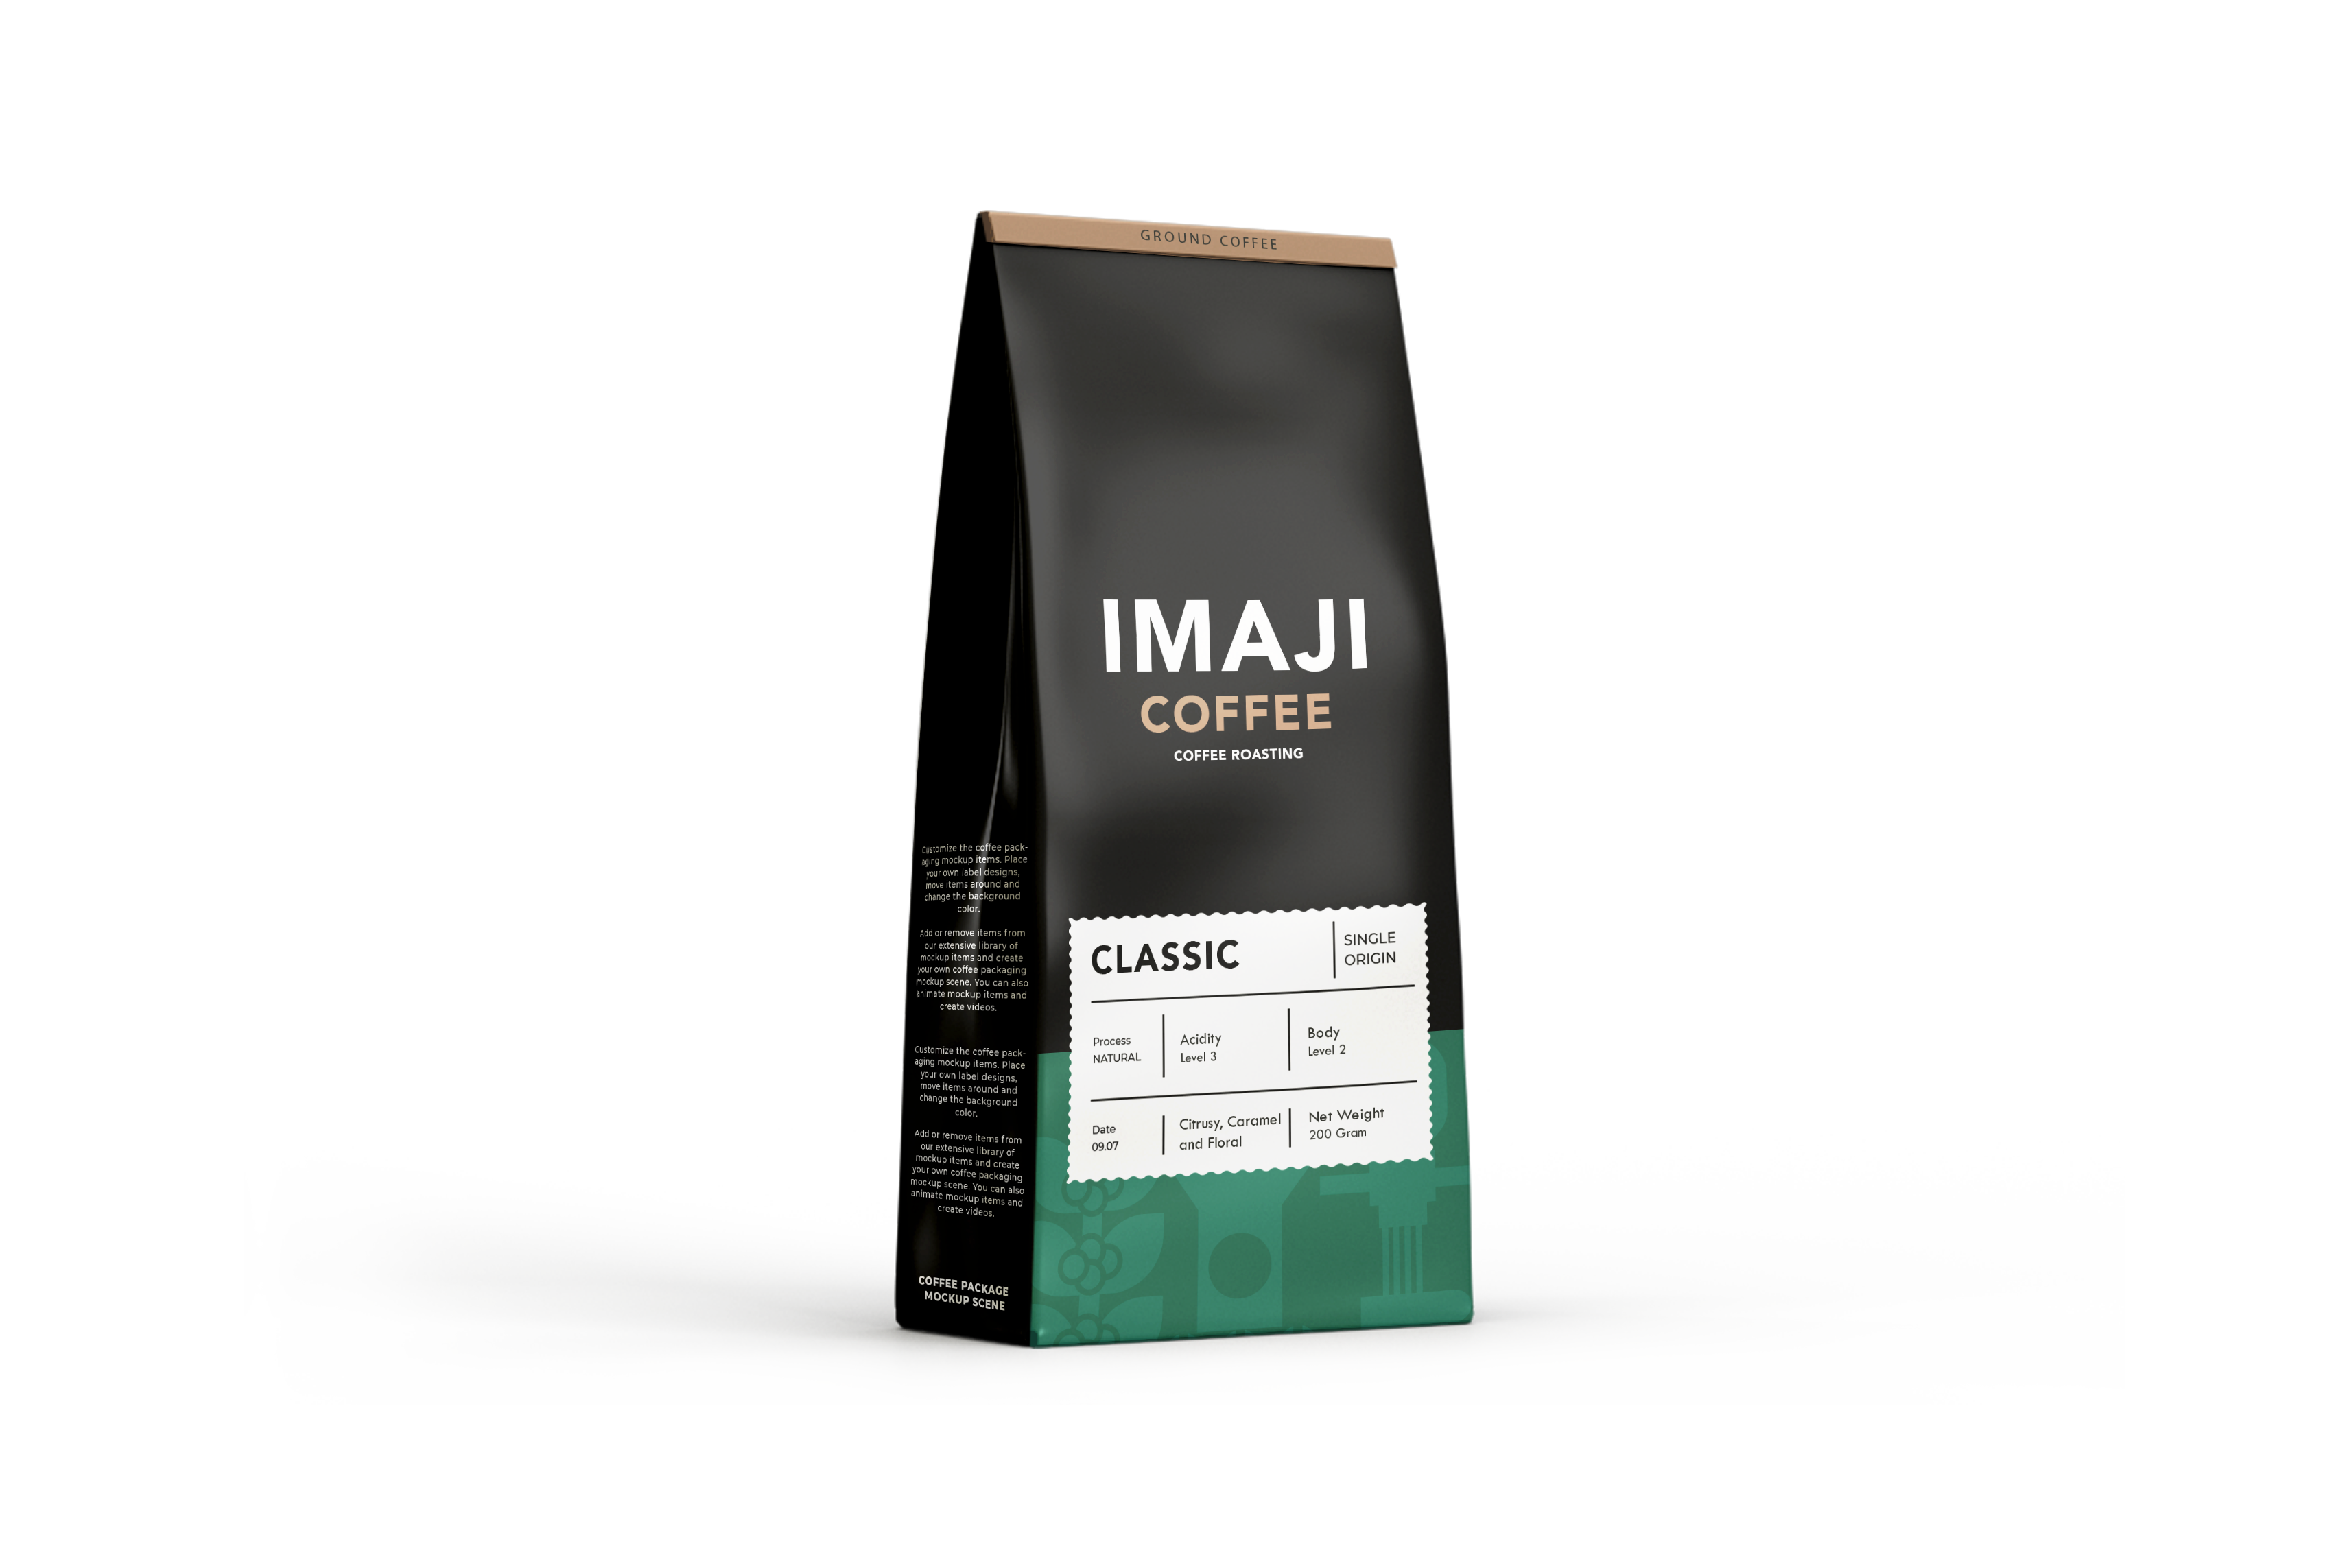 GROUND COFFEE
IMAJI
COFFEE
COFFEE ROASTING
CLASSIC
SINGLE
ORIGIN
Process
NATURAL
Acidity
Level 3
Body
Level 2
Date
09.07
Citrusy, Caramel
and Floral
Net Weight
200 Gram
Customize the coffee pack-
aging mockup items. Place
your own label designs,
move items around and
change the background
color.
Add or remove items from
our extensive library of
mockup items and create
your own coffee packaging
mockup scene. You can also
animate mockup items and
create videos.
Customize the coffee pack-
aging mockup items. Place
your own label designs,
move items around and
change the background
color.
Add or remove items from
our extensive library of
mockup items and create
your own coffee packaging
mockup scene. You can also
animate mockup items and
create videos.
COFFEE PACKAGE
MOCKUP SCENE